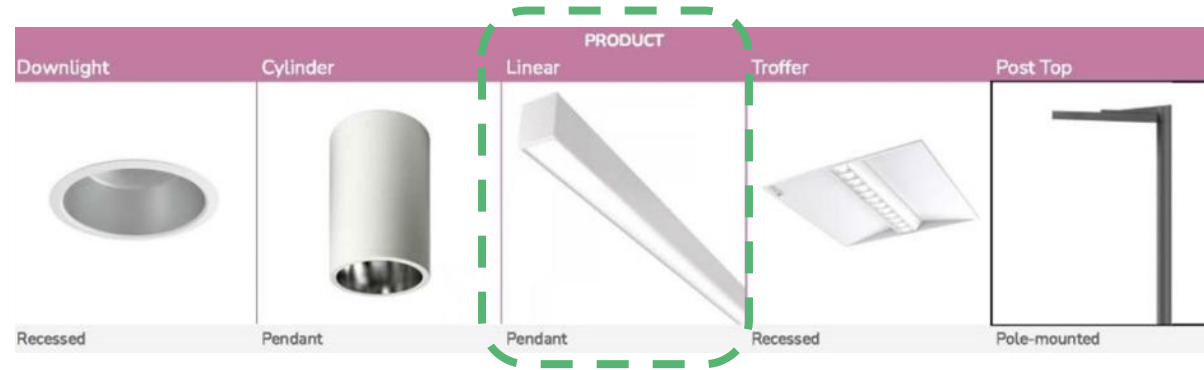 PRODUCT
Downlight Cylinder Linear Troffer Post Top
Recessed Pendant Pendant Recessed Pole-mounted